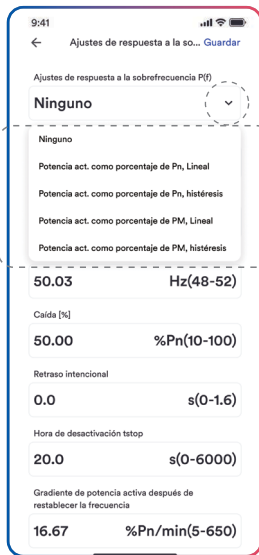 9:41
Ajustes de respuesta a la so... Guardar
Ajustes de respuesta a la sobrefrecuencia P(f)
Ninguno
Ninguno
Potencia act. como porcentaje de Pn, Lineal
Potencia act. como porcentaje de Pn, histéresis
Potencia act. como porcentaje de PM, Lineal
Potencia act. como porcentaje de PM, histéresis
50.03 Hz(48-52)
Caída [%]
50.00 %Pn(10-100)
Retraso intencional
0.0 s(0-1.6)
Hora de desactivación tstop
20.0 s(0-6000)
Gradiente de potencia activa después de
restablecer la frecuencia
16.67 %Pn/min(5-650)